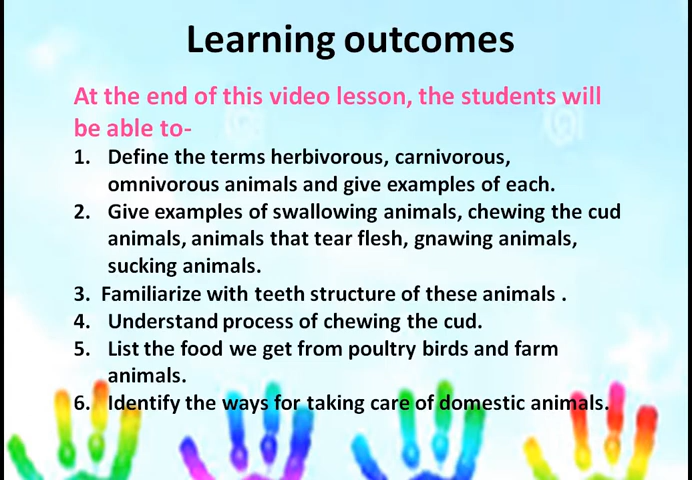 Learning outcomes
At the end of this video lesson, the students will
be able to-
1. Define the terms herbivorous, carnivorous,
omnivorous animals and give examples of each.
2. Give examples of swallowing animals, chewing the cud
animals, animals that tear flesh, gnawing animals,
sucking animals.
3. Familiarize with teeth structure of these animals .
4. Understand process of chewing the cud.
5. List the food we get from poultry birds and farm
animals.
6. Identify the ways for taking care of domestic animals.